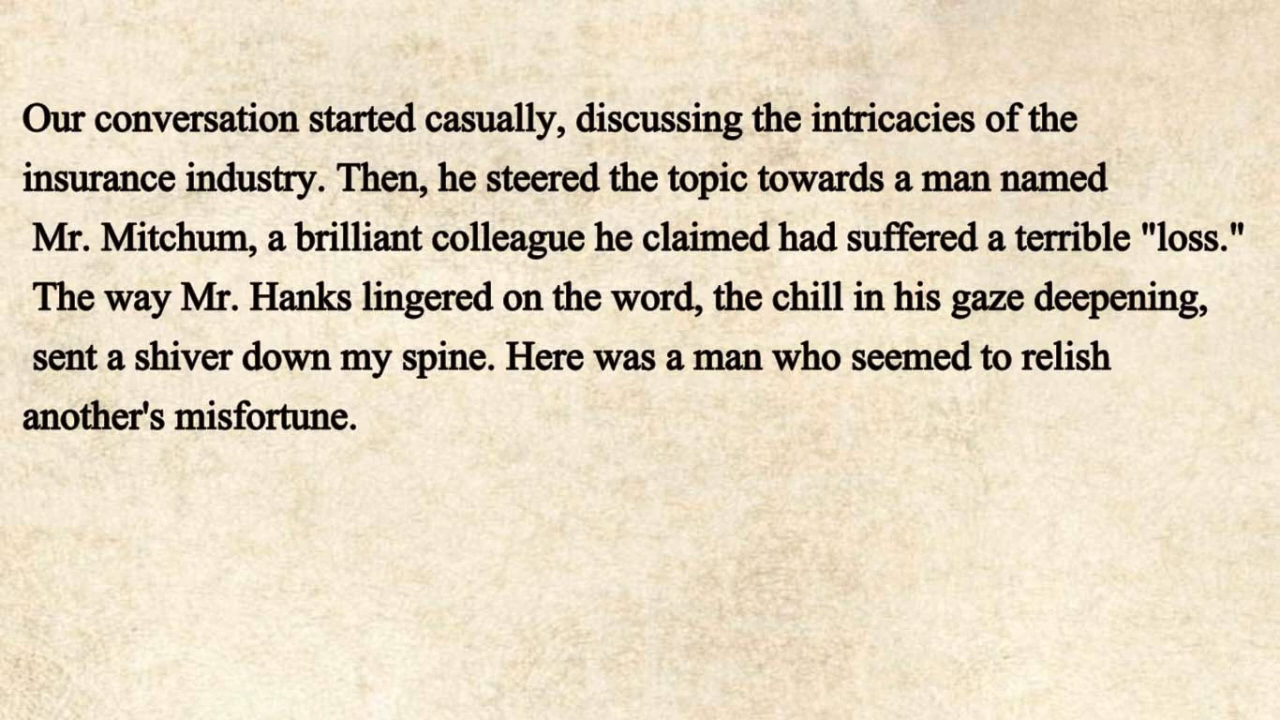 Our conversation started casually, discussing the intricacies of the
insurance industry. Then, he steered the topic towards a man named
Mr. Mitchum, a brilliant colleague he claimed had suffered a terrible "loss."
The way Mr. Hanks lingered on the word, the chill in his gaze deepening,
sent a shiver down my spine. Here was a man who seemed to relish
another's misfortune.